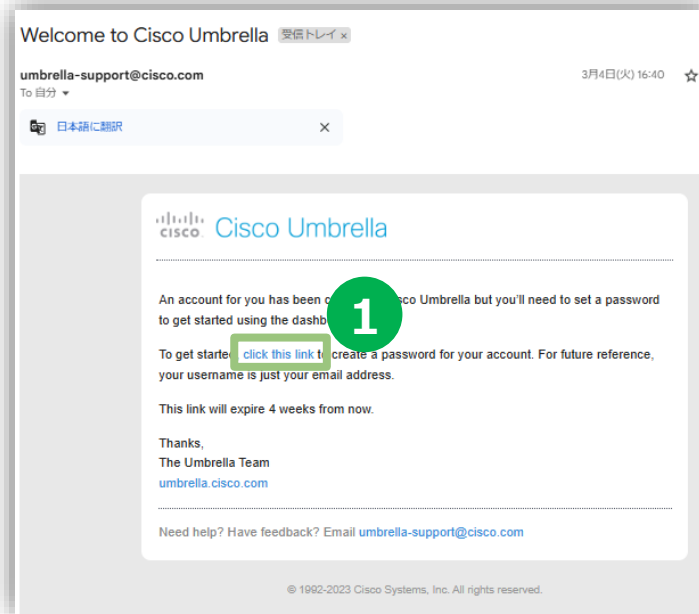 Welcome to Cisco Umbrella 受信トレイ ×
umbrella-support@cisco.com 3月4日(火) 16:40
To 自分
日本語に翻訳 ×
cisco Cisco Umbrella
An account for you has been sco Umbrella but you'll need to set a password
to get started using the dashb
1
To get starte click this link to create a password for your account. For future reference,
your username is just your email address.
This link will expire 4 weeks from now.
Thanks,
The Umbrella Team
umbrella.cisco.com
Need help? Have feedback? Email umbrella-support@cisco.com
© 1992-2023 Cisco Systems, Inc. All rights reserved.